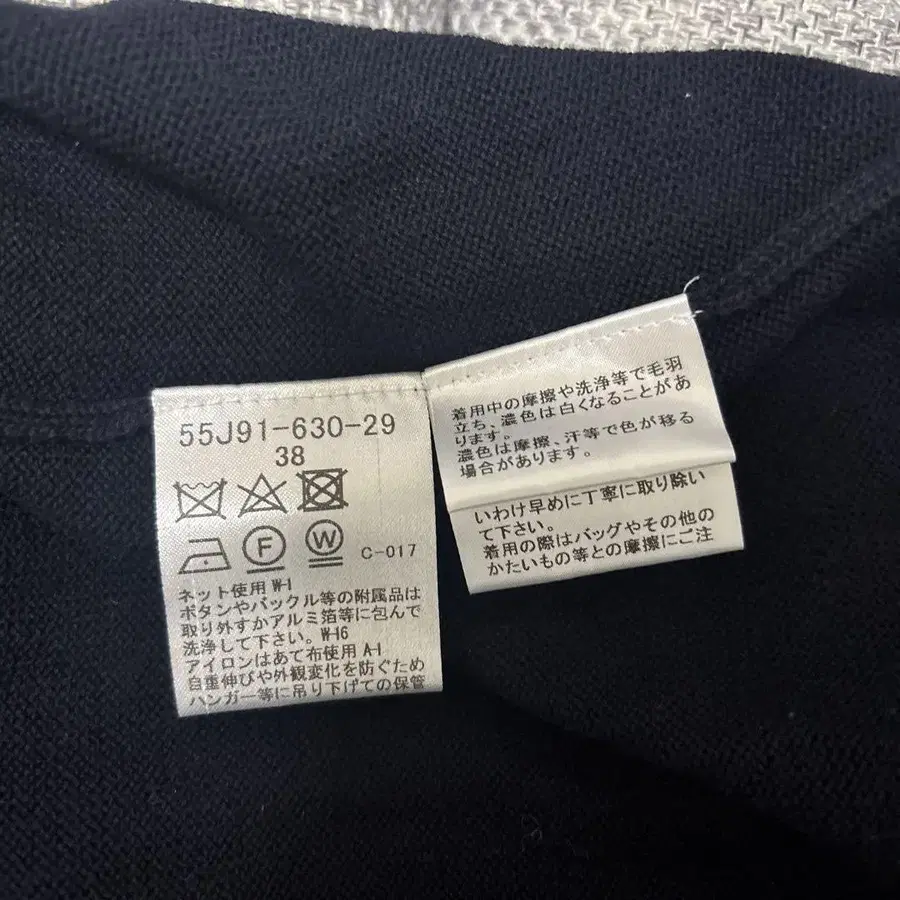 55J91-630-29
38
F
W
C-017
ネット使用 W-1
ボタンやバックル等の附属品は
取り外すかアルミ箔等に包んで
洗浄して下さい。W-16
アイロンはあて布使用 A-1
自重伸びや外観変化を防ぐため
ハンガー等に吊り下げての保管
着用中の摩擦や洗浄等で毛羽
立ち、濃色は白くなることがあ
ります。
濃色は摩擦、汗等で色が移る
場合があります。
いわけ早めに丁寧に取り除い
て下さい。
着用の際はバッグやその他の
かたいもの等との摩擦にご注